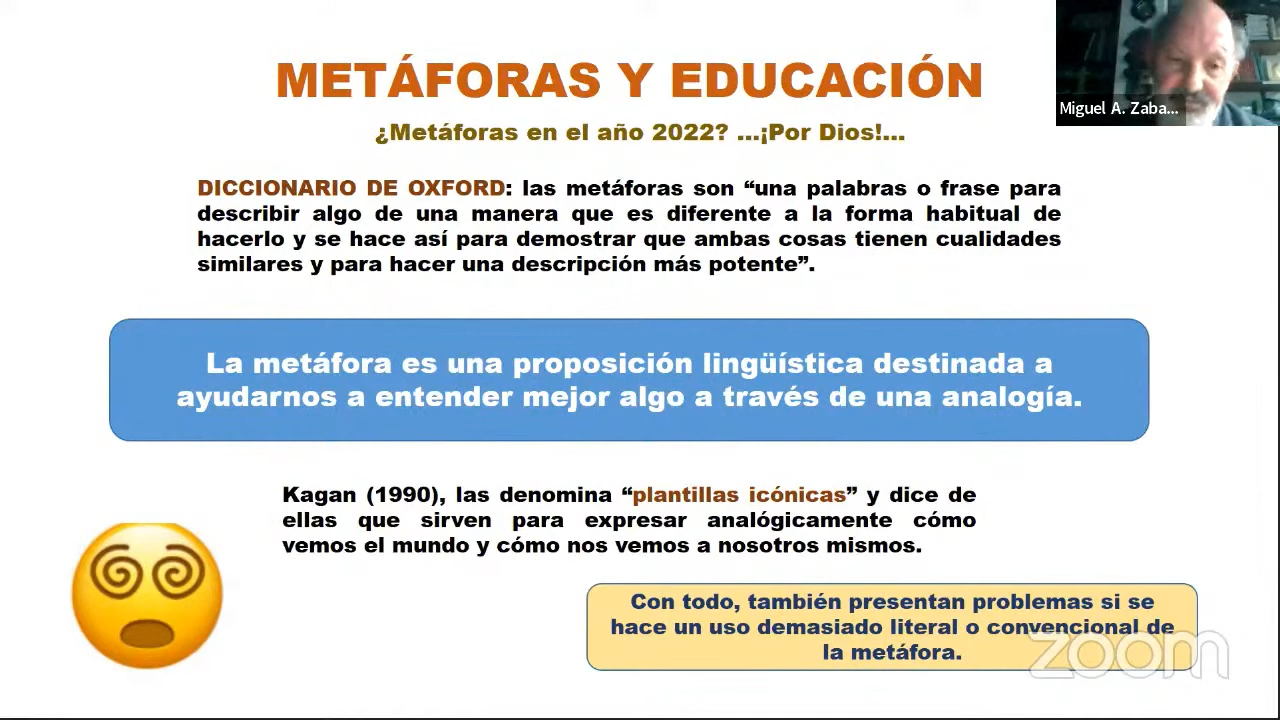 METÁFORAS Y EDUCACIÓN
¿Metáforas en el año 2022? ...¡Por Dios!...
DICCIONARIO DE OXFORD: las metáforas son “una palabras o frase para
describir algo de una manera que es diferente a la forma habitual de
hacerlo y se hace así para demostrar que ambas cosas tienen cualidades
similares y para hacer una descripción más potente”.
La metáfora es una proposición lingüística destinada a
ayudarnos a entender mejor algo a través de una analogía.
Kagan (1990), las denomina “plantillas icónicas” y dice de
ellas que sirven para expresar analógicamente cómo
vemos el mundo y cómo nos vemos a nosotros mismos.
Con todo, también presentan problemas si se
hace un uso demasiado literal o convencional de
la metáfora.
Miguel A. Zaba...
zoom